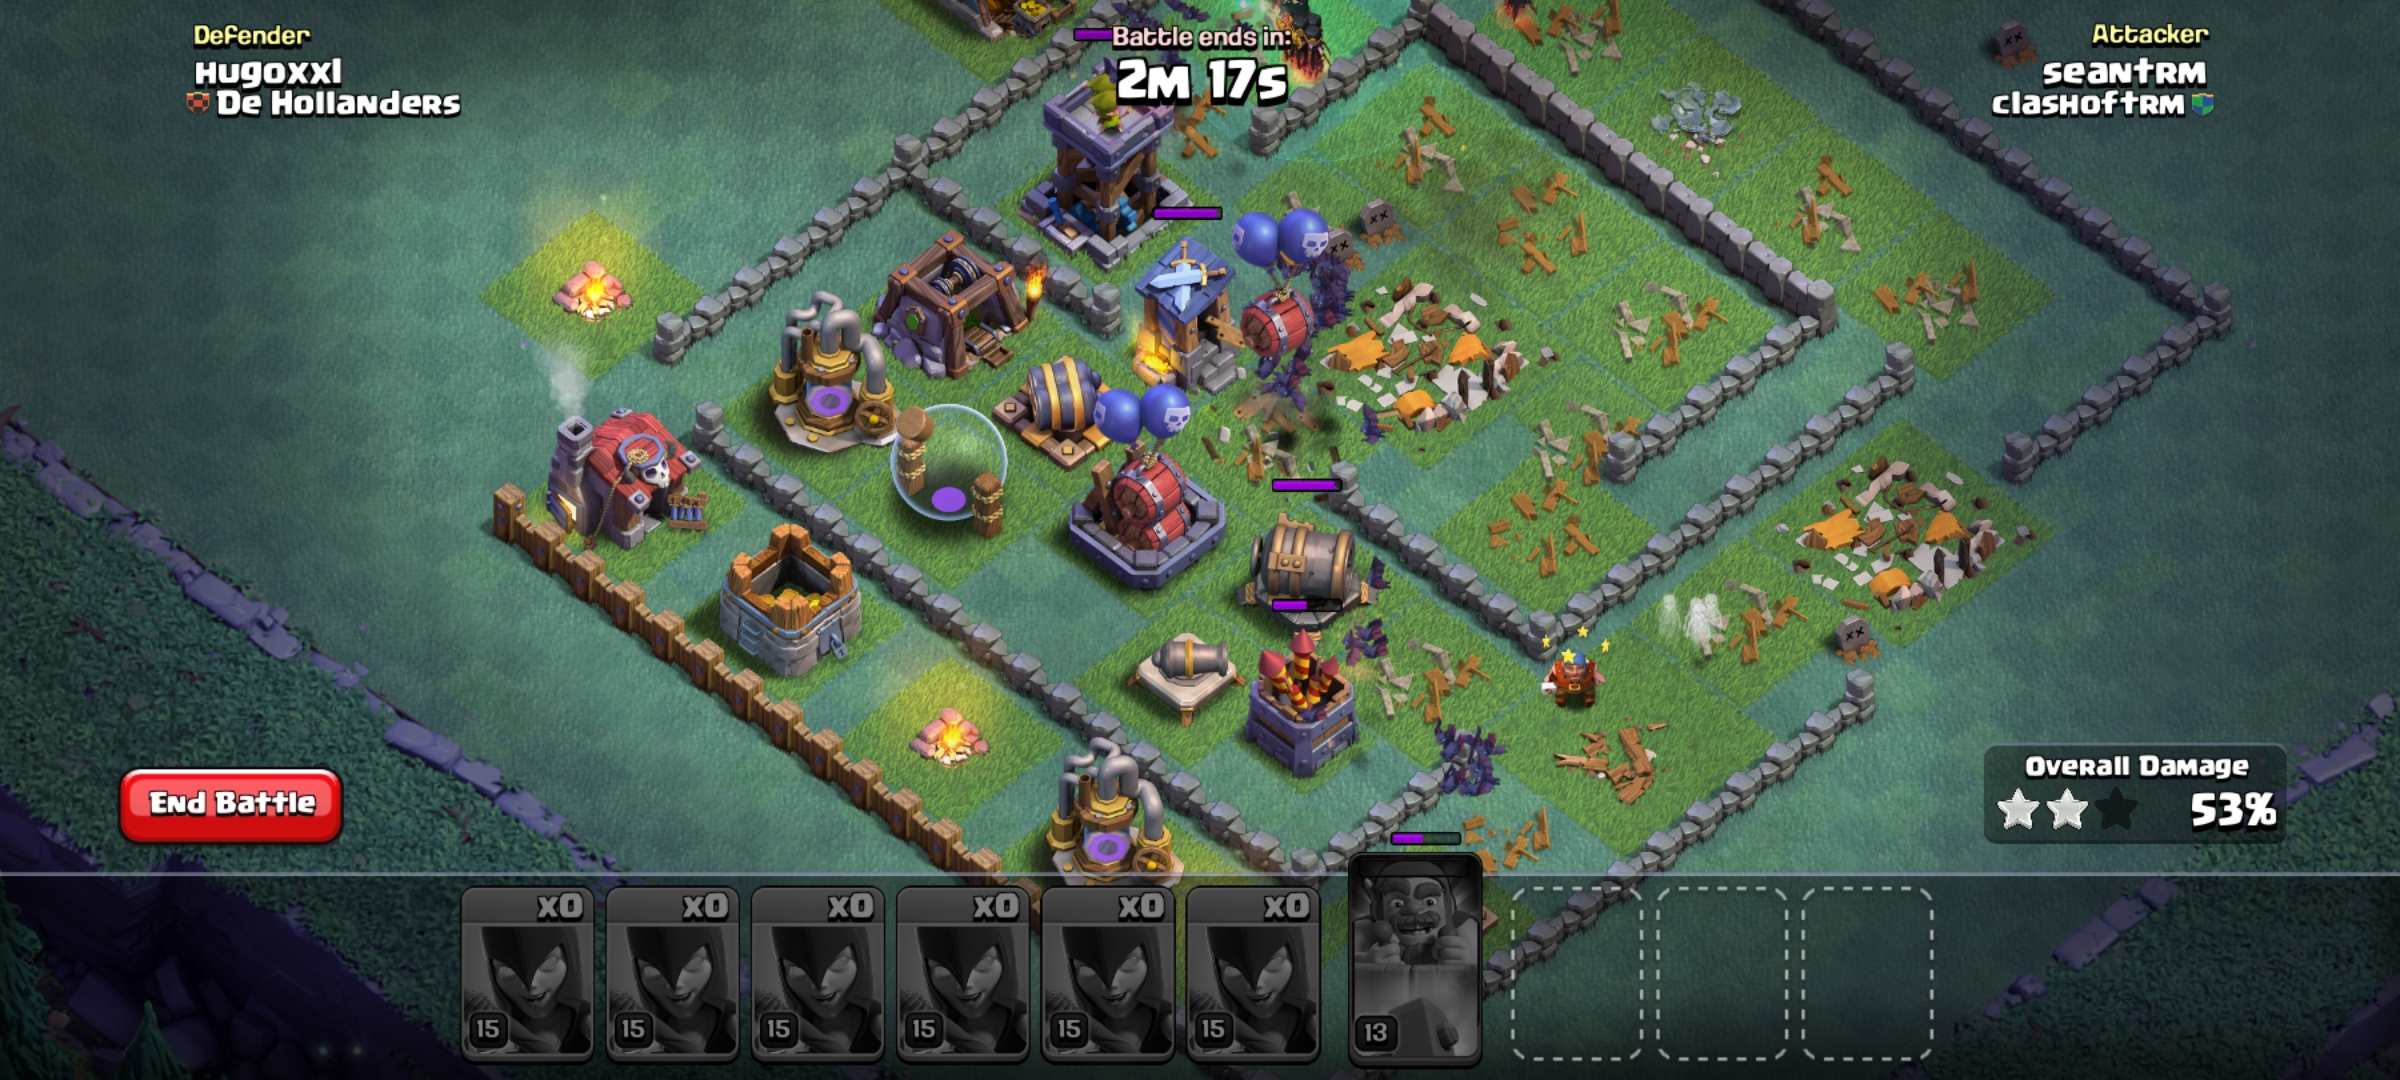 Defender
Hugoxxl
De Hollanders
Battle ends in:
2M 17s
Attacker
seantRM
clashoftRM
End Battle
Overall Damage
53%
x0 x0 x0 x0 x0 x0
15 15 15 15 15 15 13